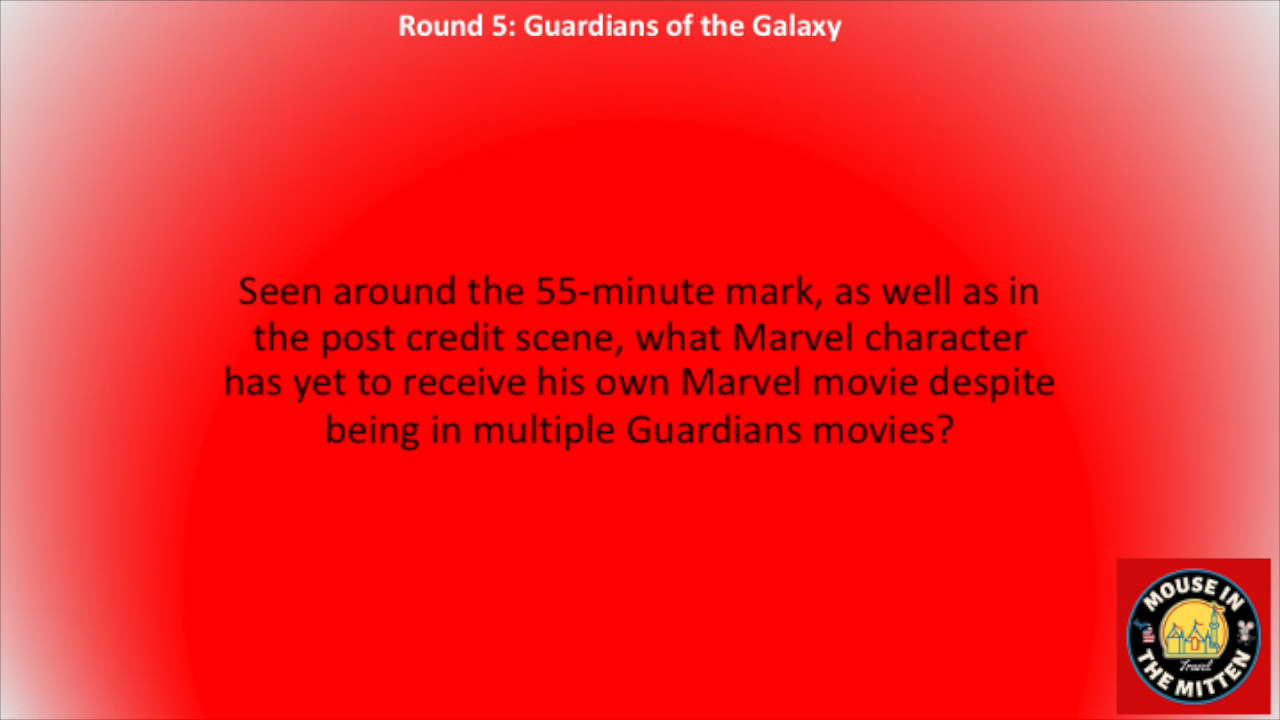 Round 5: Guardians of the Galaxy
Seen around the 55-minute mark, as well as in
the post credit scene, what Marvel character
has yet to receive his own Marvel movie despite
being in multiple Guardians movies?
MOUSE IN
Travel
THE MITTEN